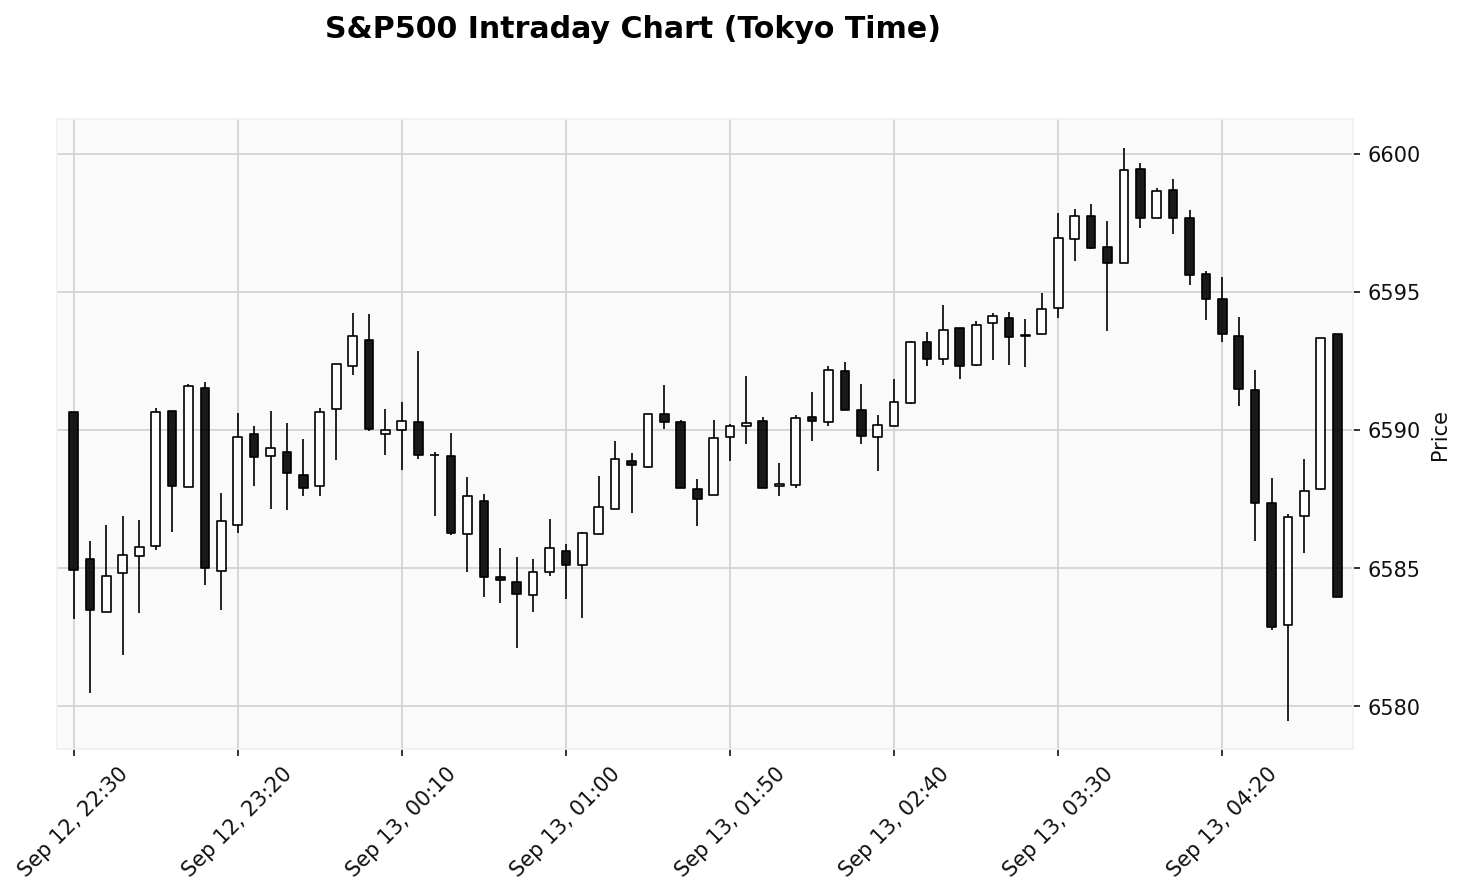 S&P500 Intraday Chart (Tokyo Time)
6600
6595
6590
6585
6580
Price
Sep 12, 22:30
Sep 12, 23:20
Sep 13, 00:10
Sep 13, 01:00
Sep 13, 01:50
Sep 13, 02:40
Sep 13, 03:30
Sep 13, 04:20